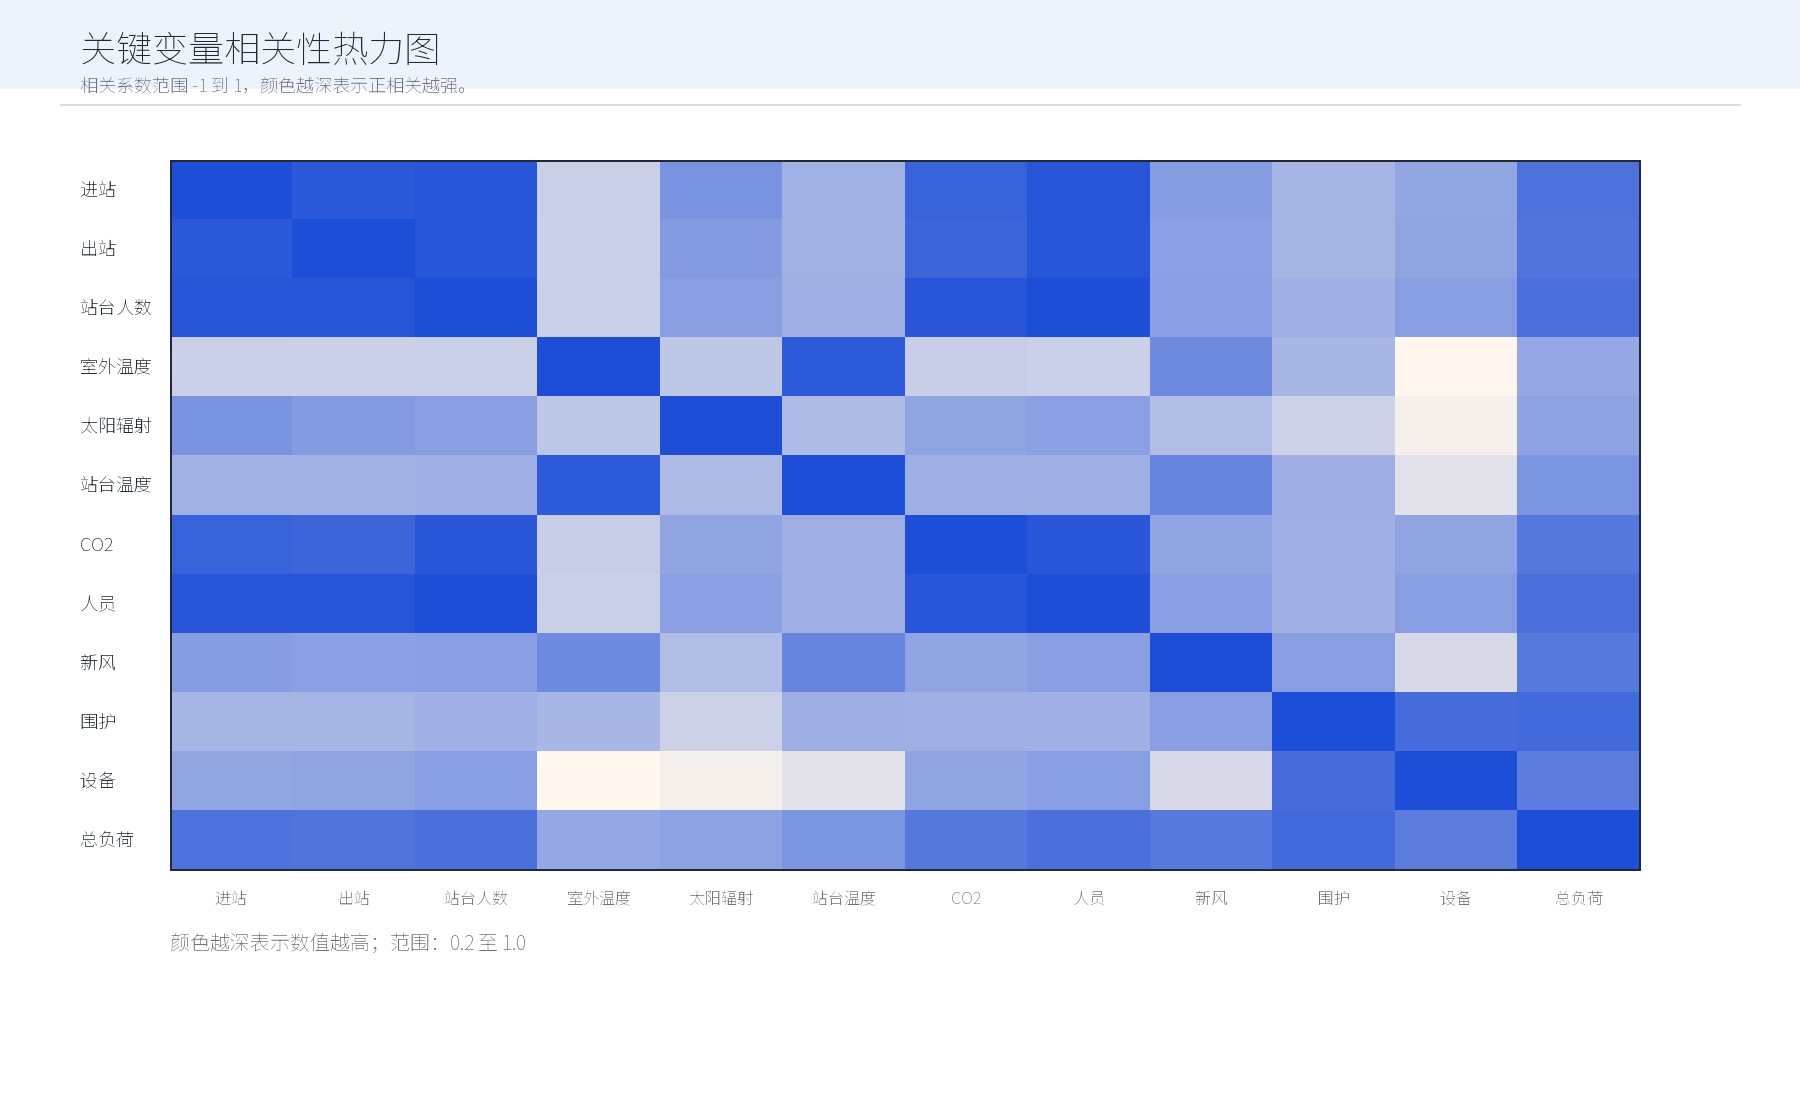 关键变量相关性热力图
相关系数范围 -1 到 1，颜色越深表示正相关越强。
进站
出站
站台人数
室外温度
太阳辐射
站台温度
CO2
人员
新风
围护
设备
总负荷
进站 出站 站台人数 室外温度 太阳辐射 站台温度 CO2 人员 新风 围护 设备 总负荷
颜色越深表示数值越高；范围：0.2 至 1.0